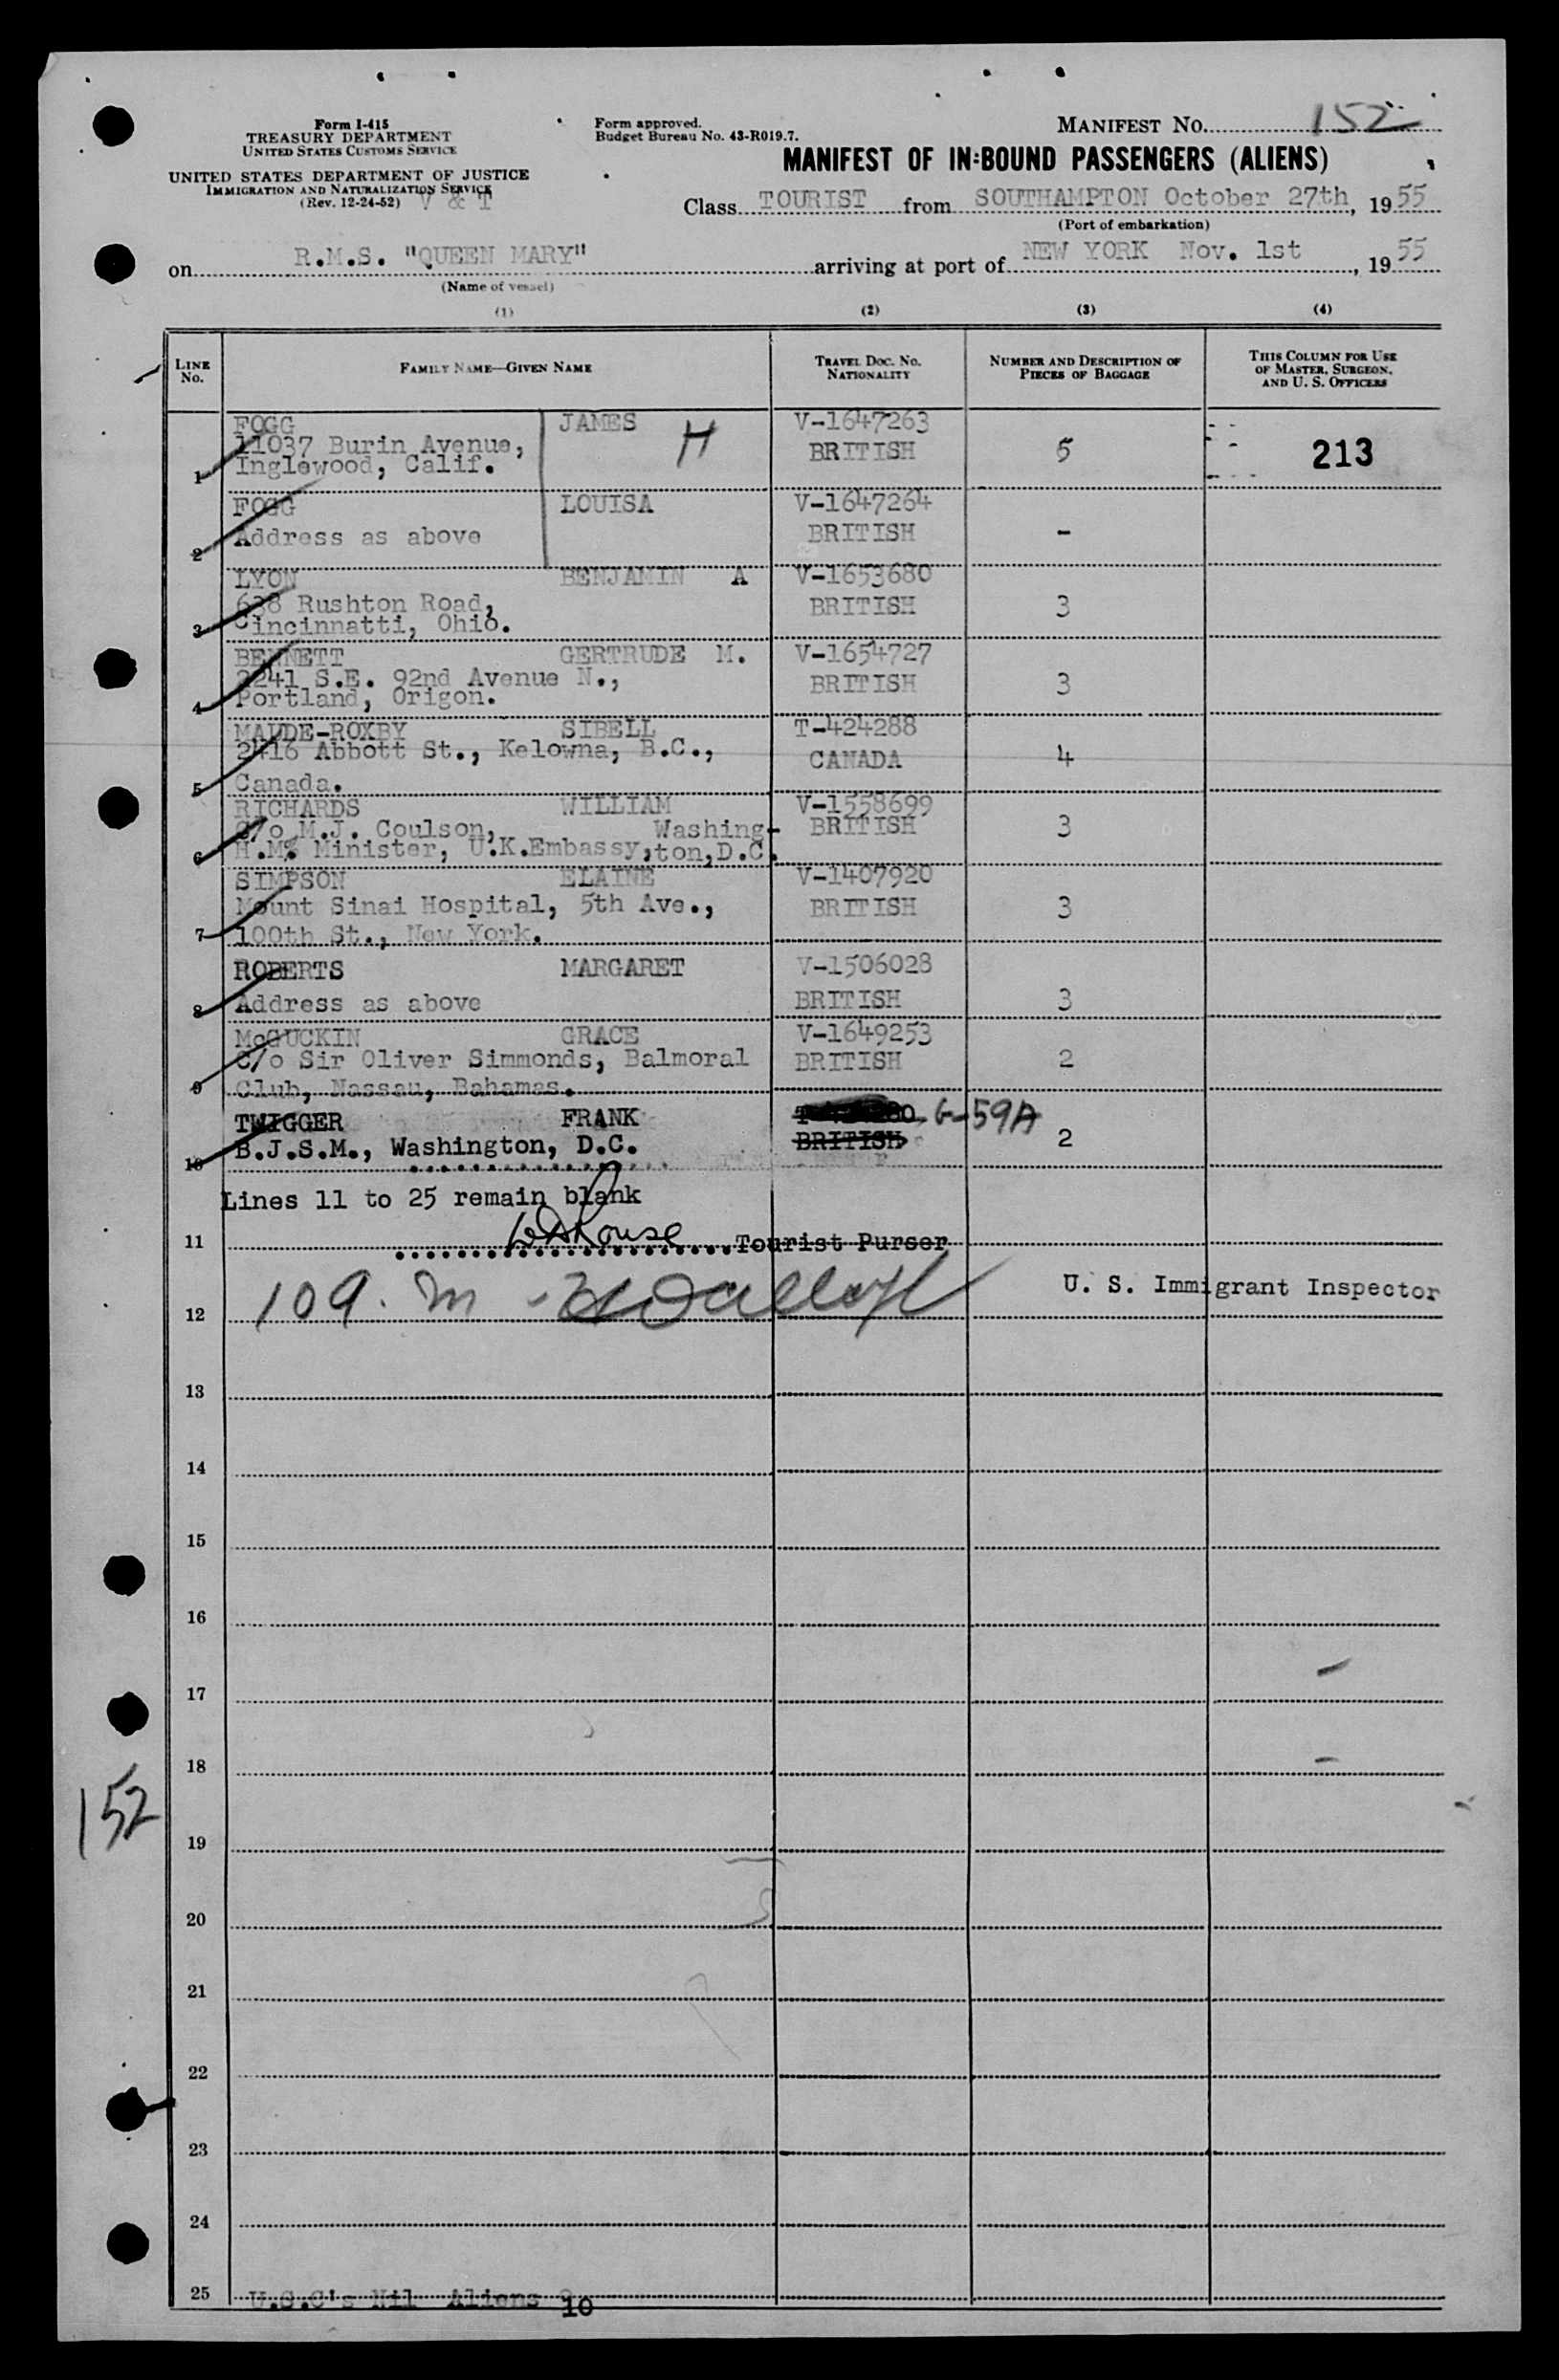 Form I-415
TREASURY DEPARTMENT
UNITED STATES CUSTOMS SERVICE
UNITED STATES DEPARTMENT OF JUSTICE
IMMIGRATION AND NATURALIZATION SERVICE
(Rev. 12-24-52) V & T
Form approved.
Budget Bureau No. 43-R019.7.
MANIFEST NO. 152
MANIFEST OF IN-BOUND PASSENGERS (ALIENS)
Class TOURIST from SOUTHAMPTON October 27th, 1955
(Port of embarkation)
on R.M.S. "QUEEN MARY" arriving at port of NEW YORK Nov. 1st, 1955
(Name of vessel)
(1) (2) (3) (4)
LINE No. FAMILY NAME—GIVEN NAME TRAVEL DOC. NO. NATIONALITY NUMBER AND DESCRIPTION OF PIECES OF BAGGAGE THIS COLUMN FOR USE OF MASTER, SURGEON, AND U. S. OFFICERS
FOGG JAMES H V-1647263
11037 Burin Avenue, BRITISH 5 213
1 Inglewood, Calif.
FOGG LOUISA V-1647264
2 Address as above BRITISH -
LYON BENJAMIN A V-1653680
638 Rushton Road, BRITISH 3
3 Cincinnatti, Ohio.
BENNETT GERTRUDE M. V-1654727
2241 S.E. 92nd Avenue N., BRITISH 3
4 Portland, Origon.
MAUDE-ROXBY SIBELL T-424288
2416 Abbott St., Kelowna, B.C., CANADA 4
5 Canada.
RICHARDS WILLIAM V-1558699
C/o M.J. Coulson, Washing- BRITISH 3
6 H.M. Minister, U.K.Embassy, ton,D.C.
SIMPSON ELAINE V-1407920
Mount Sinai Hospital, 5th Ave., BRITISH 3
7 100th St., New York.
ROBERTS MARGARET V-1506028
8 Address as above BRITISH 3
McGUCKIN GRACE V-1649253
C/o Sir Oliver Simmonds, Balmoral BRITISH 2
9 Club, Nassau, Bahamas.
TWIGGER FRANK G-59A
10 B.J.S.M., Washington, D.C. BRITISH 2
Lines 11 to 25 remain blank
11 Tourist Purser
109. M U. S. Immigrant Inspector
12
13
14
15
16
17
18
152
19
20
21
22
23
24
25 U.S.C's Nil Aliens 10